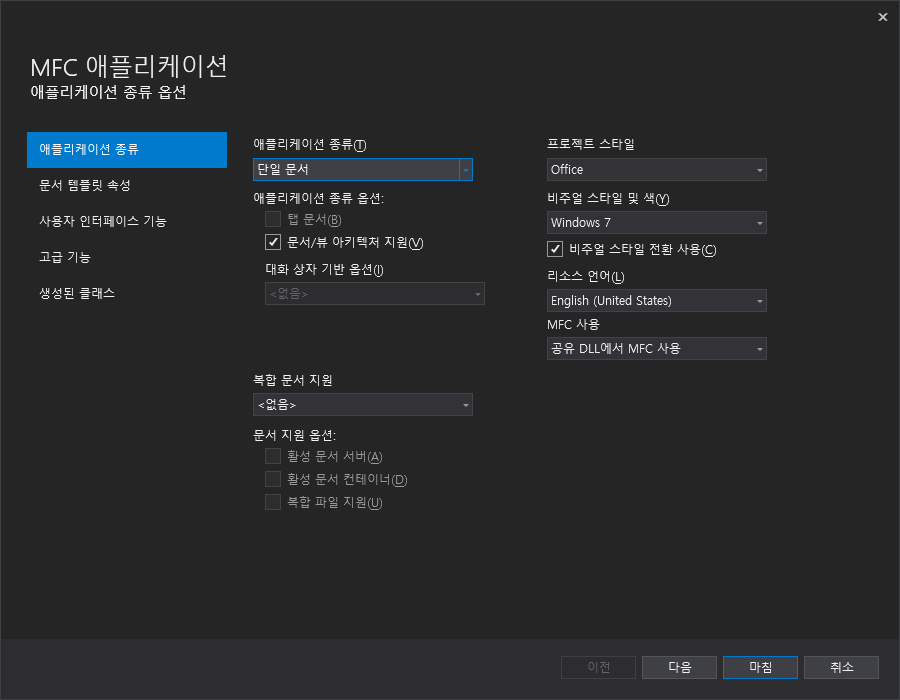 MFC 애플리케이션
애플리케이션 종류 옵션
애플리케이션 종류
문서 템플릿 속성
사용자 인터페이스 기능
고급 기능
생성된 클래스
애플리케이션 종류(T)
단일 문서
애플리케이션 종류 옵션:
탭 문서(B)
문서/뷰 아키텍처 지원(V)
대화 상자 기반 옵션(I)
<없음>
복합 문서 지원
<없음>
문서 지원 옵션:
활성 문서 서버(A)
활성 문서 컨테이너(D)
복합 파일 지원(U)
프로젝트 스타일
Office
비주얼 스타일 및 색(Y)
Windows 7
비주얼 스타일 전환 사용(C)
리소스 언어(L)
English (United States)
MFC 사용
공유 DLL에서 MFC 사용
이전 다음 마침 취소